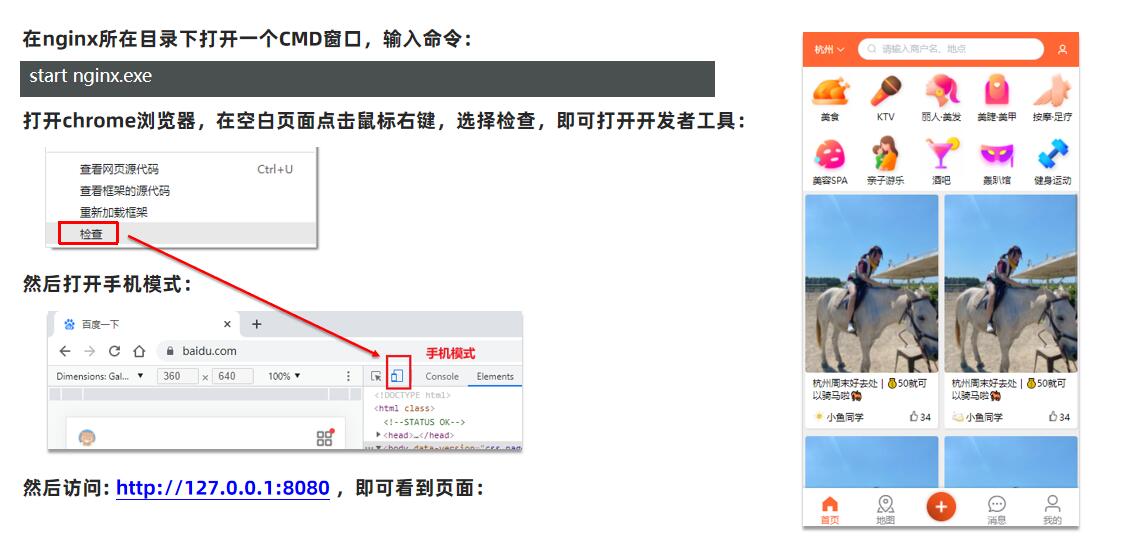 在nginx所在目录下打开一个CMD窗口，输入命令：
start nginx.exe
打开chrome浏览器，在空白页面点击鼠标右键，选择检查，即可打开开发者工具：
查看网页源代码 Ctrl+U
查看框架的源代码
重新加载框架
检查
然后打开手机模式：
百度一下
baidu.com
手机模式
Dimensions: Gal... 360 × 640 100% Console Elements
<!DOCTYPE html>
<html class>
<!--STATUS OK-->
<head>…</head>
<body data-version="css page
然后访问: http://127.0.0.1:8080 ，即可看到页面：
杭州 请输入商户名、地点
美食 KTV 丽人·美发 美睫·美甲 按摩·足疗
美容SPA 亲子游乐 酒吧 轰趴馆 健身运动
杭州周末好去处 | 💰50就可以骑马啦🐎
小鱼同学 34
杭州周末好去处 | 💰50就可以骑马啦🐎
小鱼同学 34
首页 地图 消息 我的